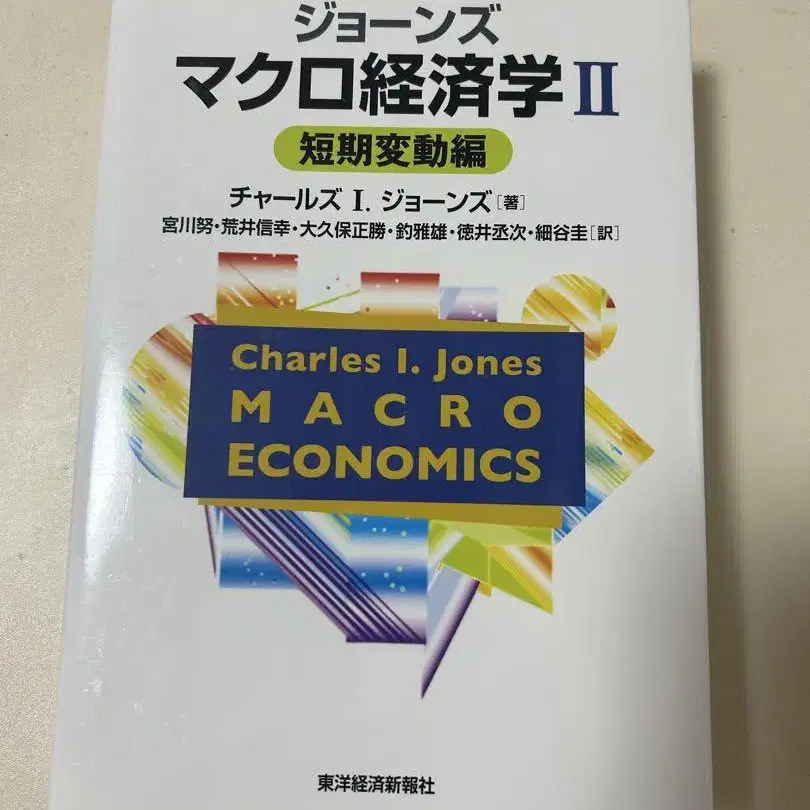 ジョーンズ
マクロ経済学 II
短期変動編
チャールズ I. ジョーンズ[著]
宮川努・荒井信幸・大久保正勝・釣雅雄・徳井丞次・細谷圭[訳]
Charles I. Jones
MACRO
ECONOMICS
東洋経済新報社